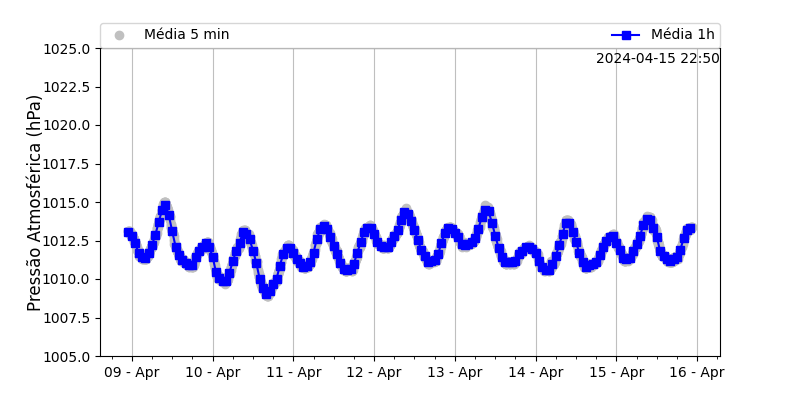 Média 5 min
Média 1h
2024-04-15 22:50
Pressão Atmosférica (hPa)
1025.0
1022.5
1020.0
1017.5
1015.0
1012.5
1010.0
1007.5
1005.0
09 - Apr
10 - Apr
11 - Apr
12 - Apr
13 - Apr
14 - Apr
15 - Apr
16 - Apr